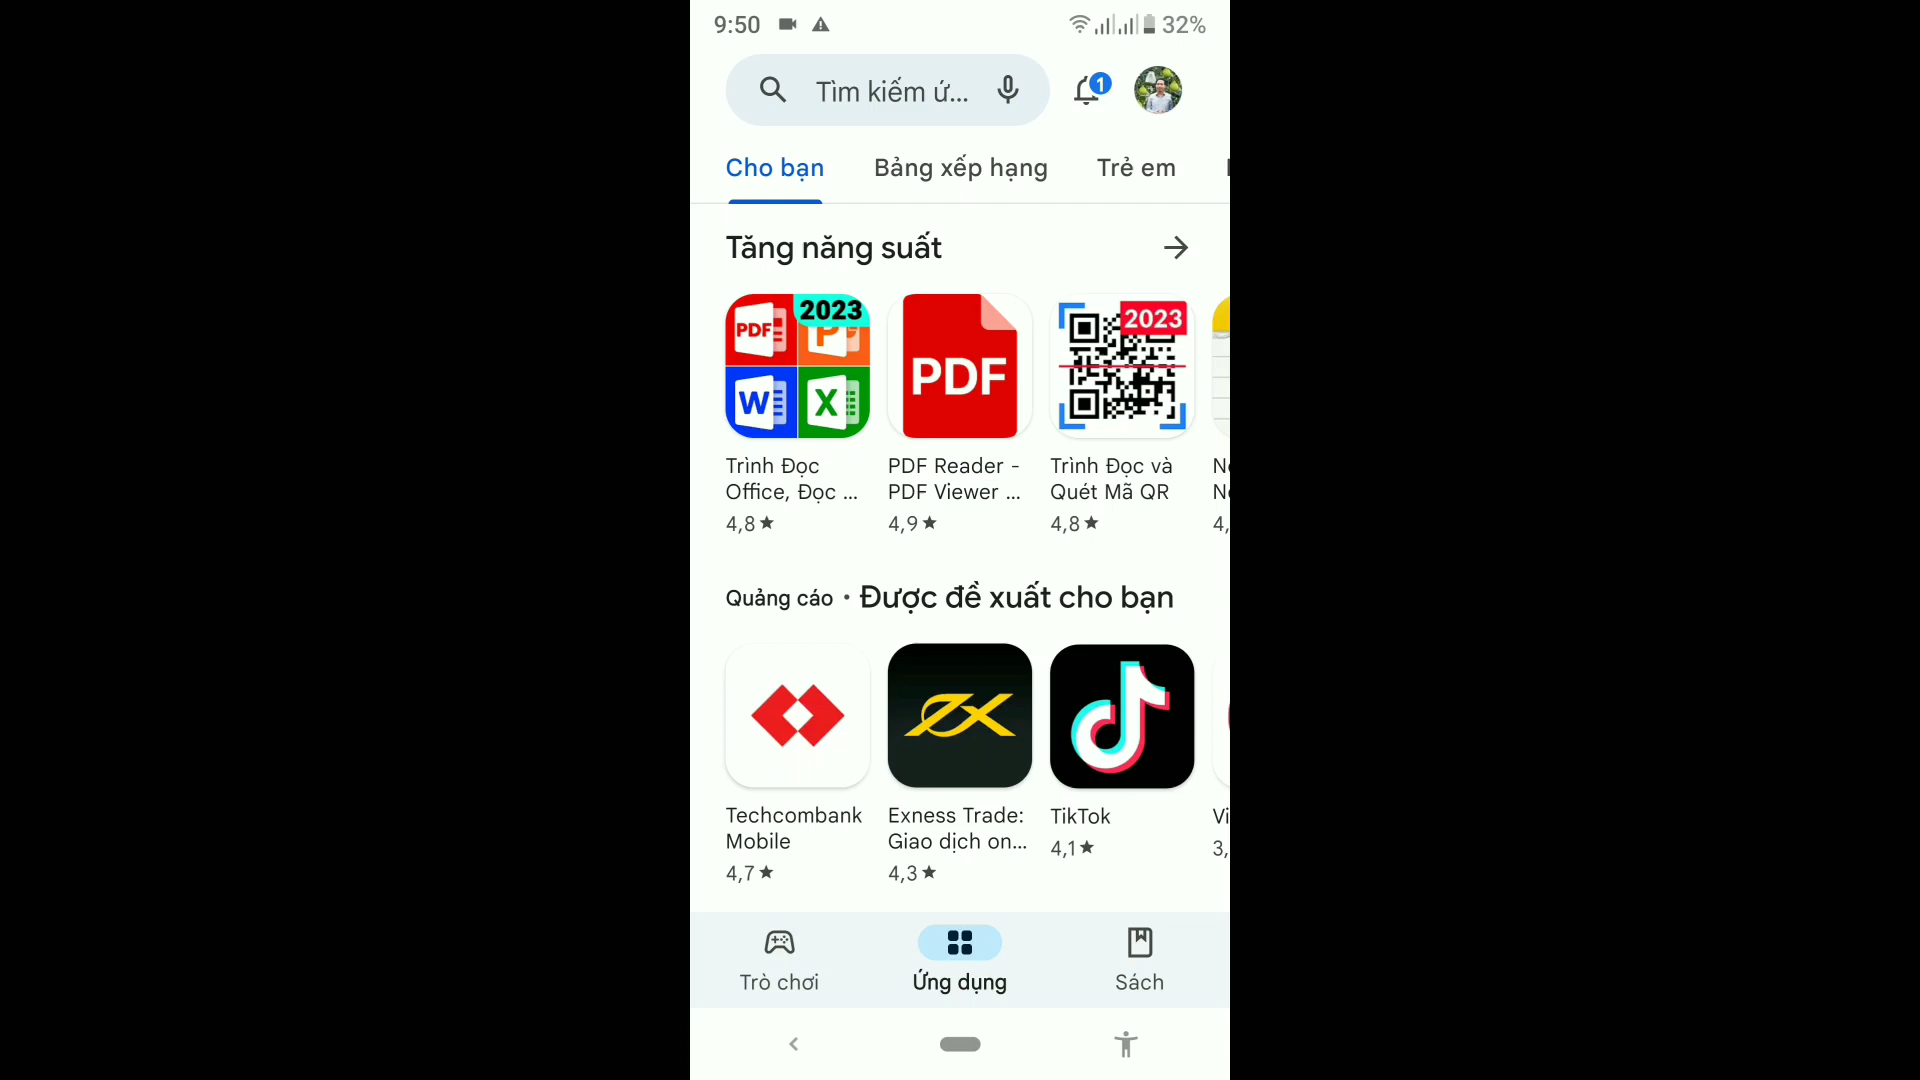 9:50
32%
Tìm kiếm ứ...
1
Cho bạn
Bảng xếp hạng
Trẻ em
Tăng năng suất
PDF
2023
P
W
X
PDF
2023
Trình Đọc
Office, Đọc ...
4,8★
PDF Reader -
PDF Viewer ...
4,9★
Trình Đọc và
Quét Mã QR
4,8★
4,
Quảng cáo • Được đề xuất cho bạn
Techcombank
Mobile
4,7★
Exness Trade:
Giao dịch on...
4,3★
TikTok
4,1★
Vi
3,
Trò chơi
Ứng dụng
Sách